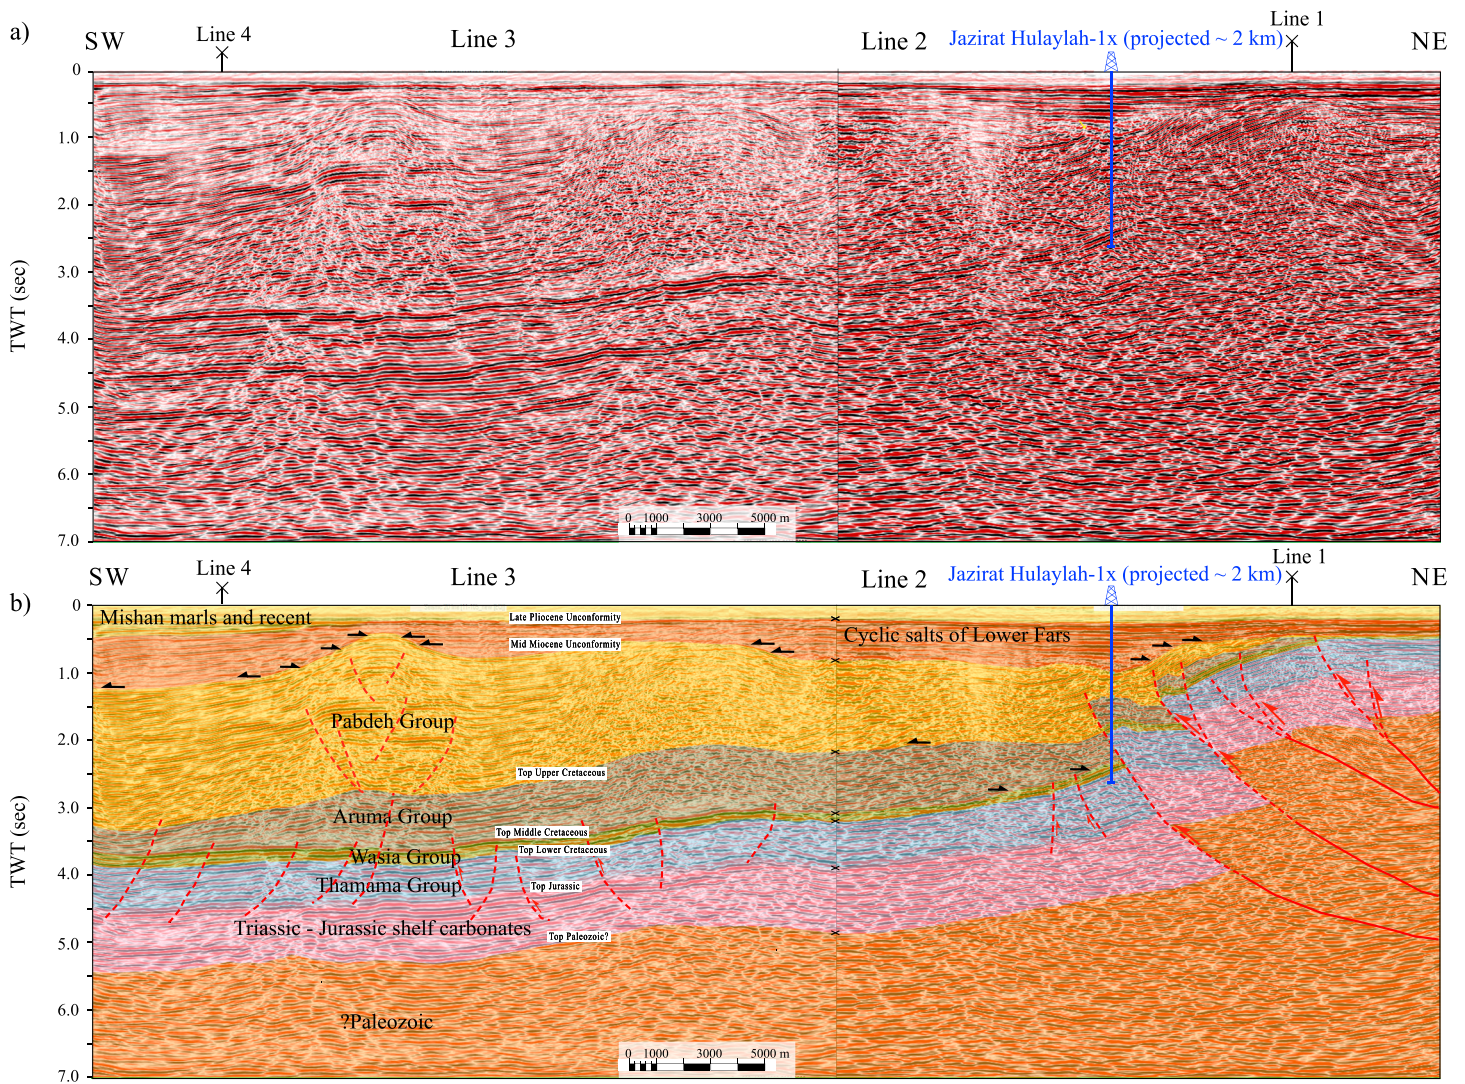 a)
SW
Line 4
Line 3
Line 2
Jazirat Hulaylah-1x (projected ~ 2 km)
Line 1
NE
TWT (sec)
0
1.0
2.0
3.0
4.0
5.0
6.0
7.0
0 1000 3000 5000 m
b)
SW
Line 4
Line 3
Line 2
Jazirat Hulaylah-1x (projected ~ 2 km)
Line 1
NE
TWT (sec)
0
1.0
2.0
3.0
4.0
5.0
6.0
7.0
Mishan marls and recent
Late Pliocene Unconformity
Mid Miocene Unconformity
Cyclic salts of Lower Fars
Pabdeh Group
Top Upper Cretaceous
Aruma Group
Top Middle Cretaceous
Wasia Group
Top Lower Cretaceous
Thamama Group
Top Jurassic
Triassic - Jurassic shelf carbonates
Top Paleozoic?
?Paleozoic
0 1000 3000 5000 m